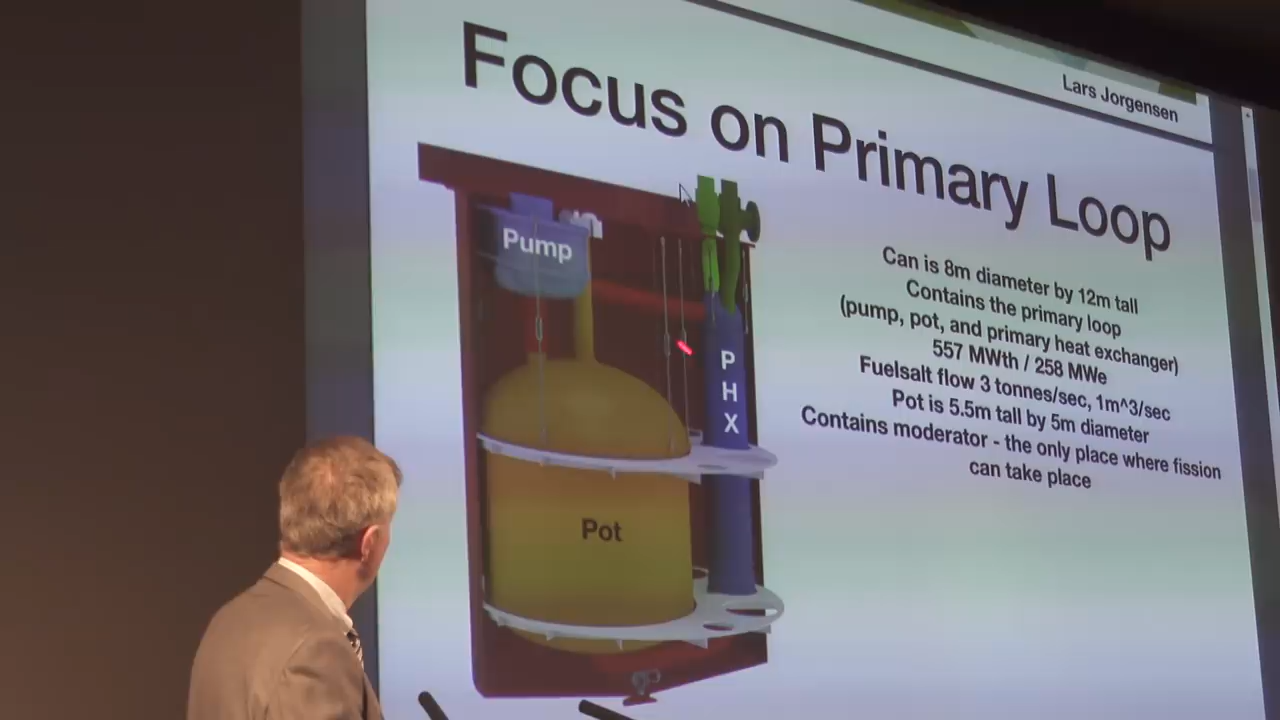 Lars Jorgensen
Focus on Primary Loop
Pump
PHX
Pot
Can is 8m diameter by 12m tall
Contains the primary loop
(pump, pot, and primary heat exchanger)
557 MWth / 258 MWe
Fuelsalt flow 3 tonnes/sec, 1m^3/sec
Pot is 5.5m tall by 5m diameter
Contains moderator - the only place where fission
can take place